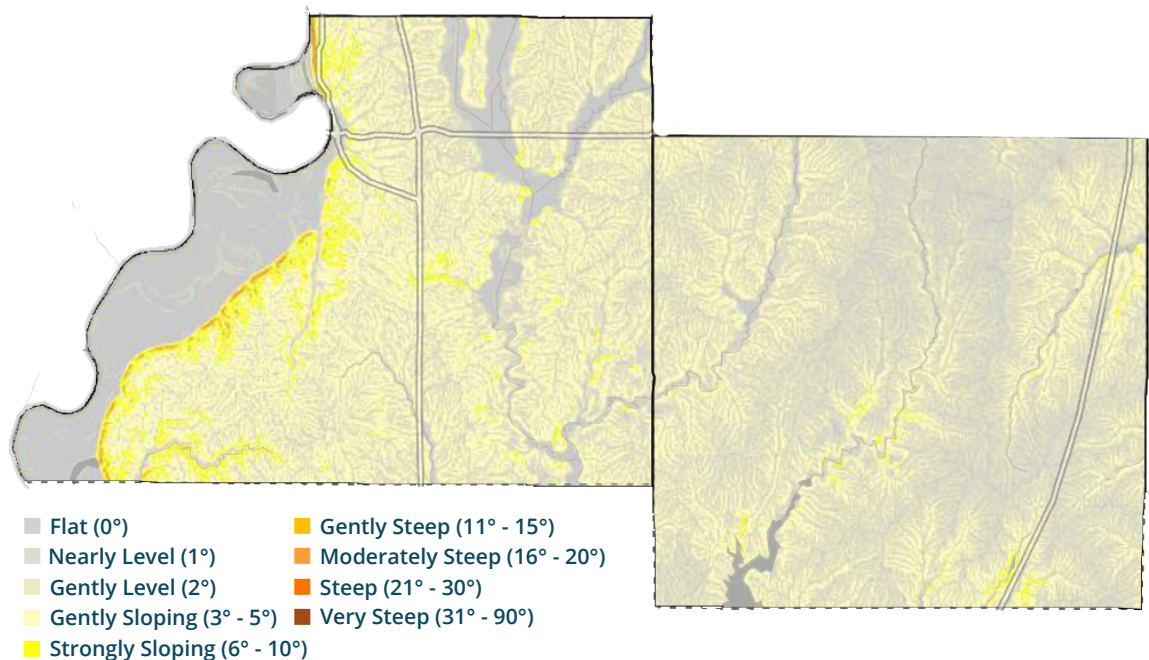 Flat (0°)
Nearly Level (1°)
Gently Level (2°)
Gently Sloping (3° - 5°)
Strongly Sloping (6° - 10°)
Gently Steep (11° - 15°)
Moderately Steep (16° - 20°)
Steep (21° - 30°)
Very Steep (31° - 90°)